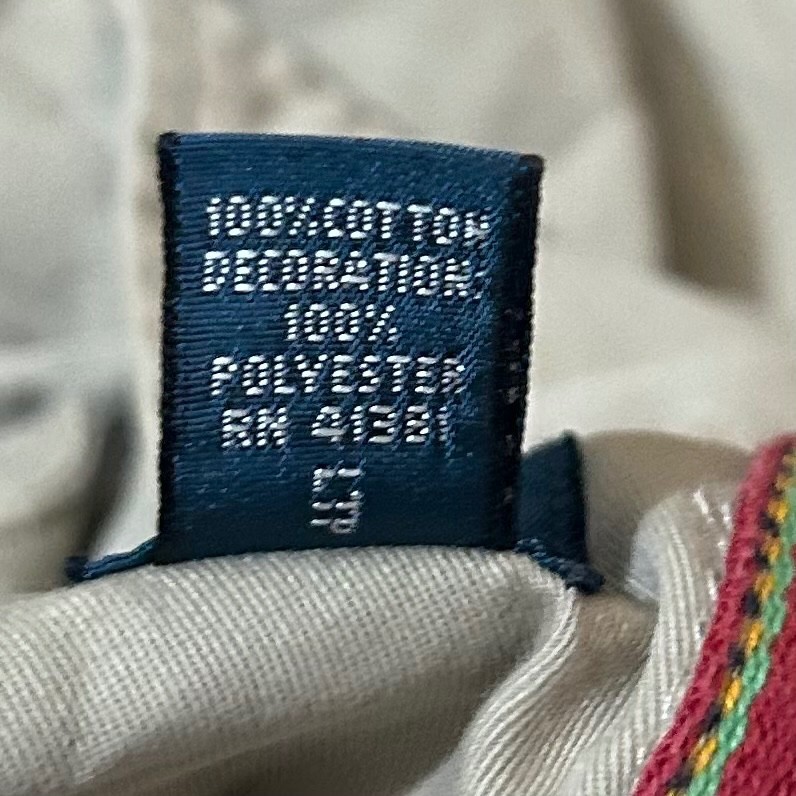 100%COTTON
DECORATION:
100%
POLYESTER
RN 41381